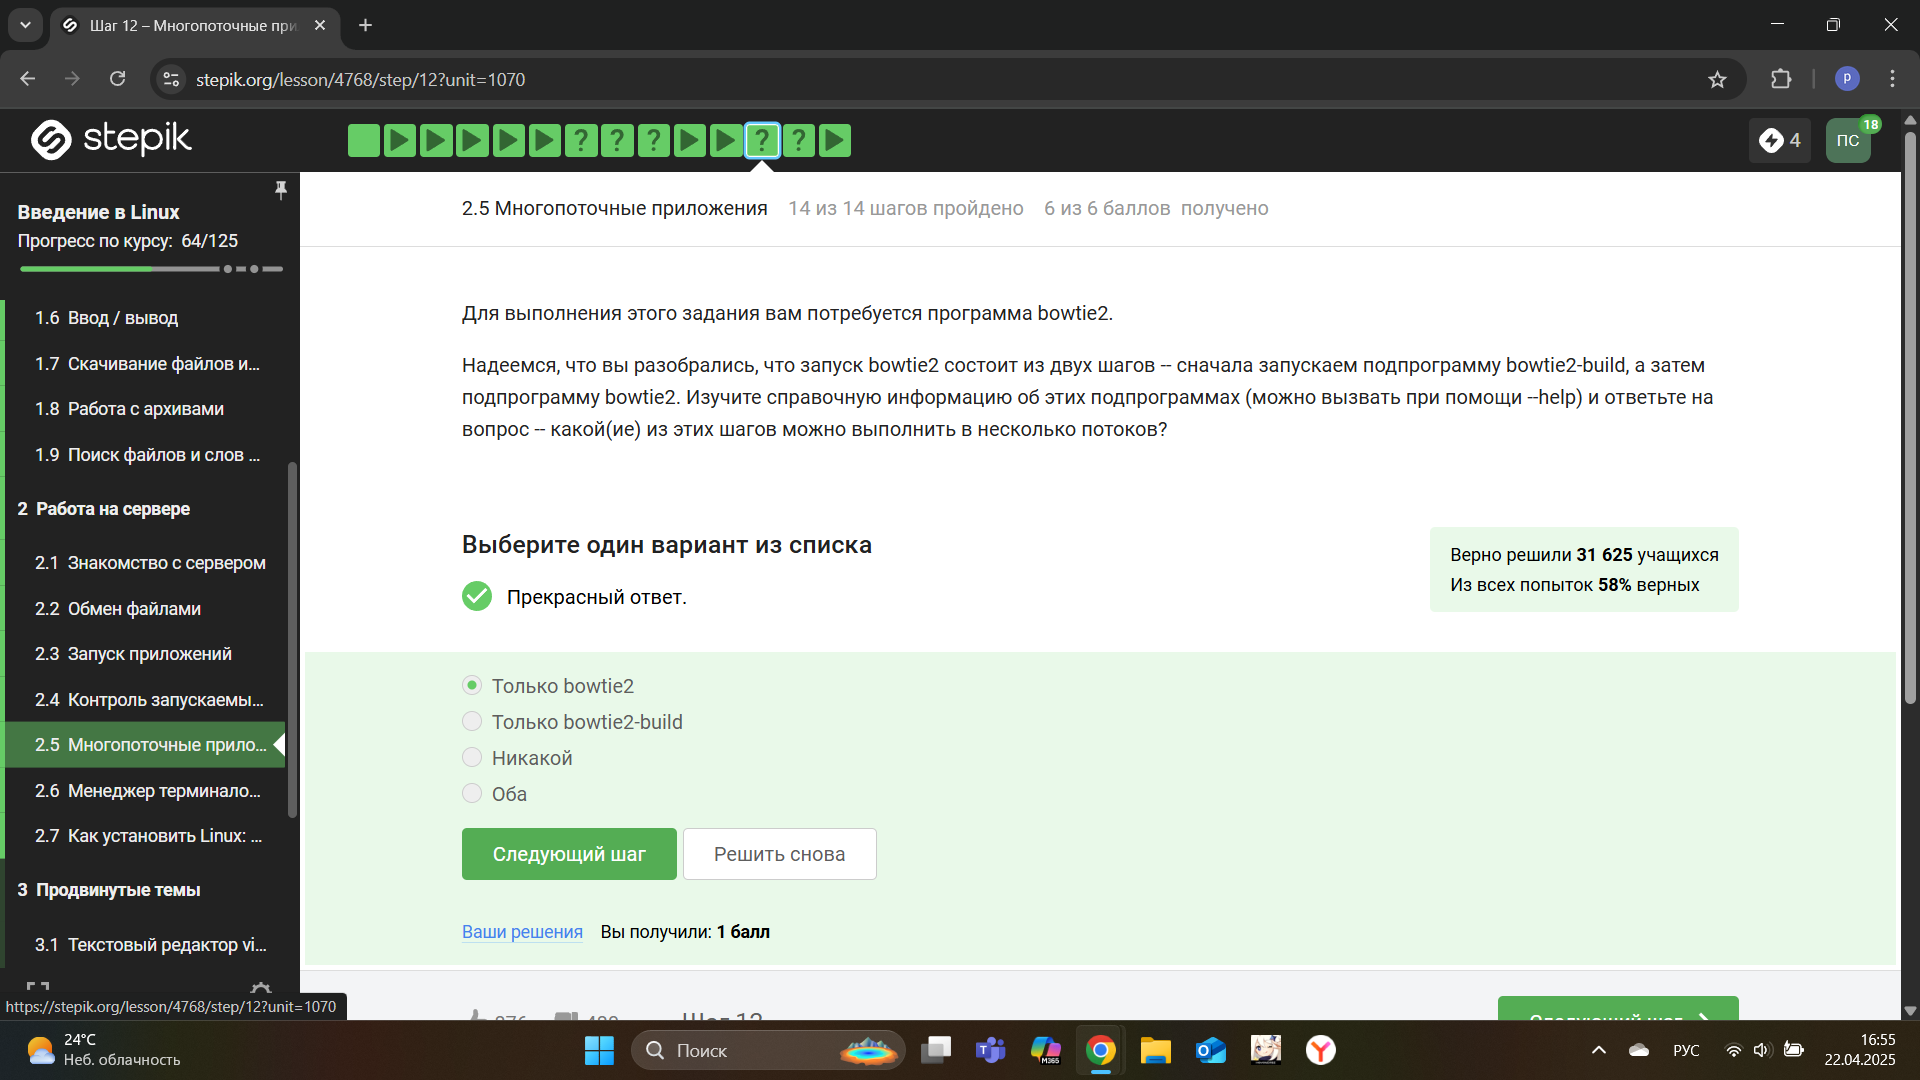 Шаг 12 – Многопоточные при
stepik.org/lesson/4768/step/12?unit=1070
P
stepik
? ? ? ? ?
4
ПС
18
Введение в Linux
Прогресс по курсу: 64/125
1.6 Ввод / вывод
1.7 Скачивание файлов и...
1.8 Работа с архивами
1.9 Поиск файлов и слов ...
2 Работа на сервере
2.1 Знакомство с сервером
2.2 Обмен файлами
2.3 Запуск приложений
2.4 Контроль запускаемы...
2.5 Многопоточные прило...
2.6 Менеджер терминало...
2.7 Как установить Linux: ...
3 Продвинутые темы
3.1 Текстовый редактор vi...
https://stepik.org/lesson/4768/step/12?unit=1070
2.5 Многопоточные приложения 14 из 14 шагов пройдено 6 из 6 баллов получено
Для выполнения этого задания вам потребуется программа bowtie2.
Надеемся, что вы разобрались, что запуск bowtie2 состоит из двух шагов -- сначала запускаем подпрограмму bowtie2-build, а затем
подпрограмму bowtie2. Изучите справочную информацию об этих подпрограммах (можно вызвать при помощи --help) и ответьте на
вопрос -- какой(ие) из этих шагов можно выполнить в несколько потоков?
Выберите один вариант из списка
Прекрасный ответ.
Верно решили 31 625 учащихся
Из всех попыток 58% верных
Только bowtie2
Только bowtie2-build
Никакой
Оба
Следующий шаг Решить снова
Ваши решения Вы получили: 1 балл
Шаг 12
Следующий шаг
24°C
Неб. облачность
Поиск
M365
РУС
16:55
22.04.2025